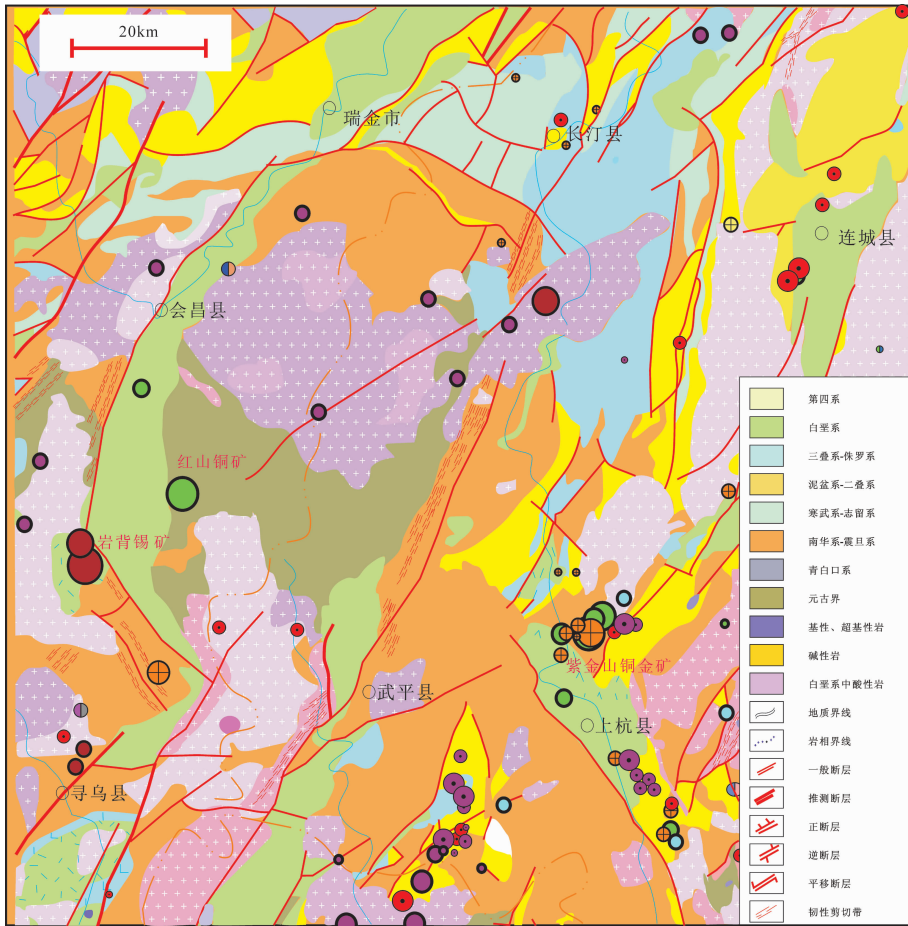 20km
瑞金市
长汀县
连城县
会昌县
红山铜矿
岩背锡矿
紫金山铜金矿
武平县
上杭县
寻乌县
第四系
白垩系
三叠系-侏罗系
泥盆系-二叠系
寒武系-志留系
南华系-震旦系
青白口系
元古界
基性、超基性岩
碱性岩
白垩系中酸性岩
地质界线
岩相界线
一般断层
推测断层
正断层
逆断层
平移断层
韧性剪切带